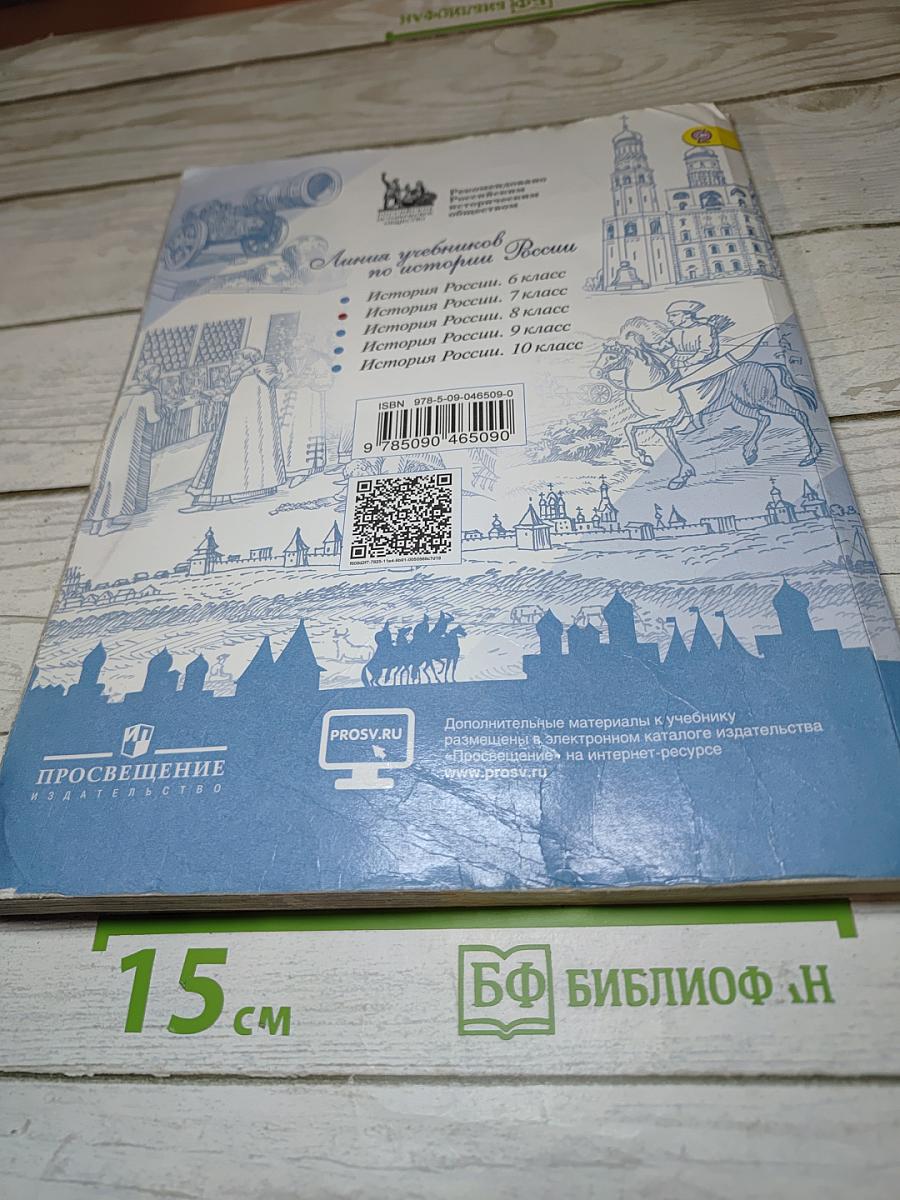 Рекомендовано
Российским
историческим
обществом
Линия учебников
по истории России
История России. 6 класс
История России. 7 класс
История России. 8 класс
История России. 9 класс
История России. 10 класс
ISBN 978-5-09-046509-0
9 785090 465090
ИП
ПРОСВЕЩЕНИЕ
ИЗДАТЕЛЬСТВО
PROSV.RU
Дополнительные материалы к учебнику
размещены в электронном каталоге издательства
«Просвещение» на интернет-ресурсе
www.prosv.ru
15 см
БФ БИБЛИОФ